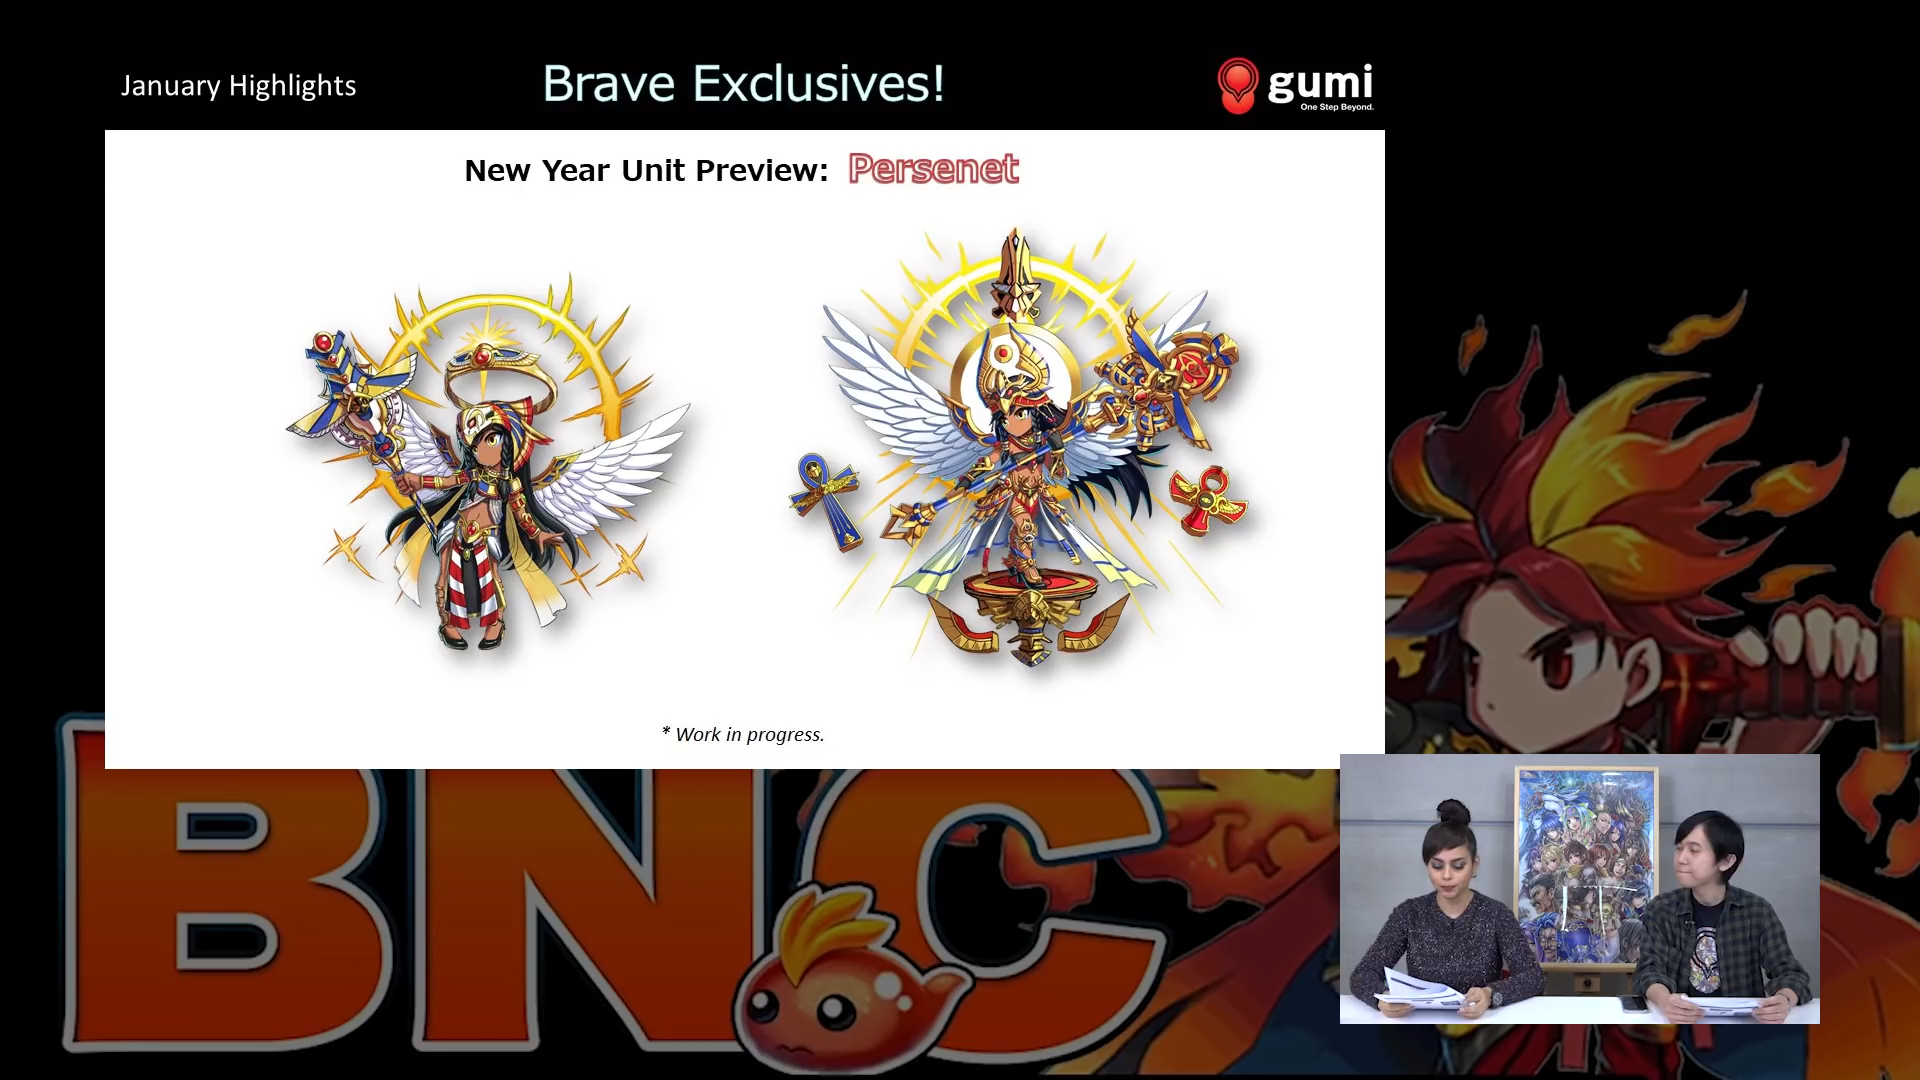 January Highlights
Brave Exclusives!
gumi
One Step Beyond.
New Year Unit Preview: Persenet
* Work in progress.
BNC